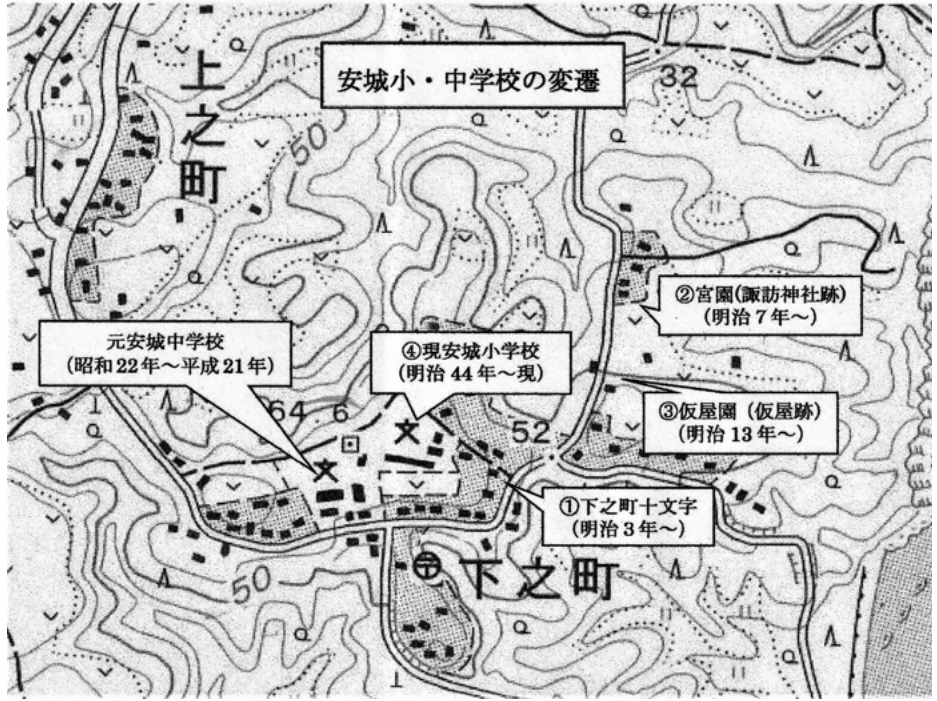 安城小・中学校の変遷
32
上之町
50
②宮園(諏訪神社跡)
(明治7年～)
元安城中学校
(昭和22年～平成21年)
④現安城小学校
(明治44年～現)
③仮屋園（仮屋跡）
(明治13年～)
64.6
52
①下之町十文字
(明治3年～)
下之町
50